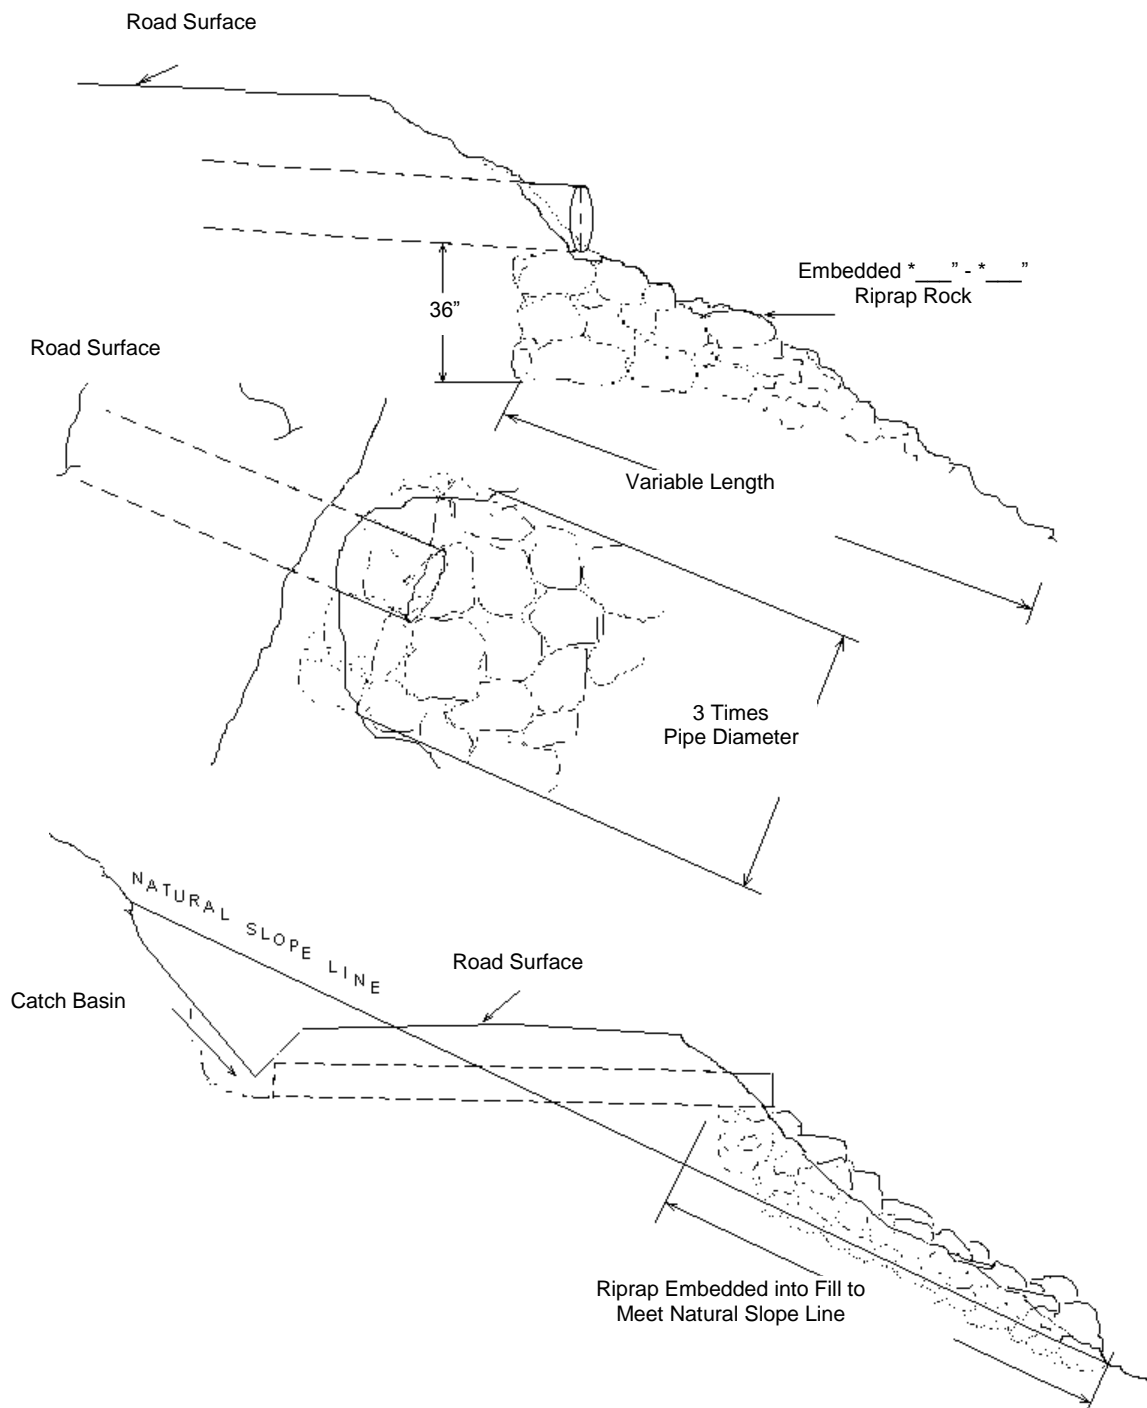 Road Surface
Embedded *___” - *___”
Riprap Rock
36”
Road Surface
Variable Length
3 Times
Pipe Diameter
NATURAL SLOPE LINE
Road Surface
Catch Basin
Riprap Embedded into Fill to
Meet Natural Slope Line